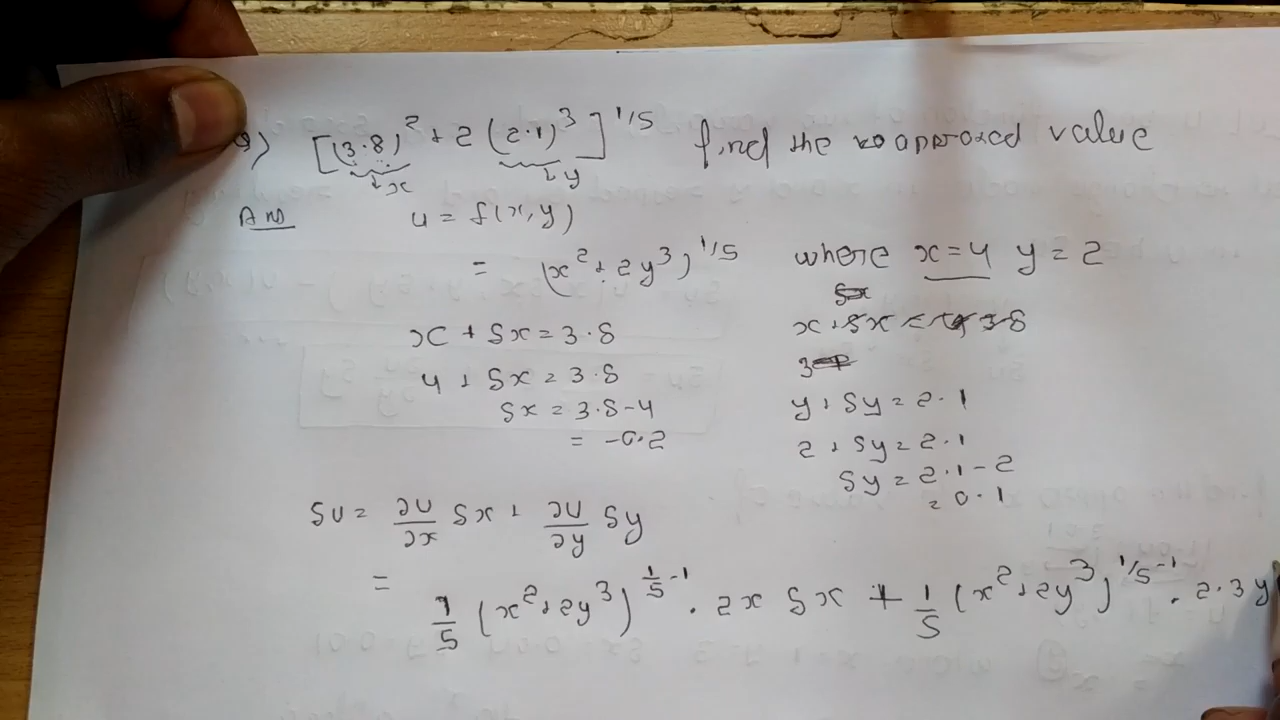 Q) [(3.8)² + 2 (2.1)³]^1/5 find the approxed value
↓x ↓y
Ans u = f(x,y)
= (x² + 2y³)^1/5 where x=4 y=2
x + δx = 3.8
4 + δx = 3.8 y + δy = 2.1
δx = 3.8-4
= -0.2 2 + δy = 2.1
δy = 2.1-2
= 0.1
δu = ∂u/∂x δx + ∂u/∂y δy
= 1/5 (x² + 2y³)^(1/5 -1) . 2x δx + 1/5 (x² + 2y³)^(1/5 -1) . 2.3y